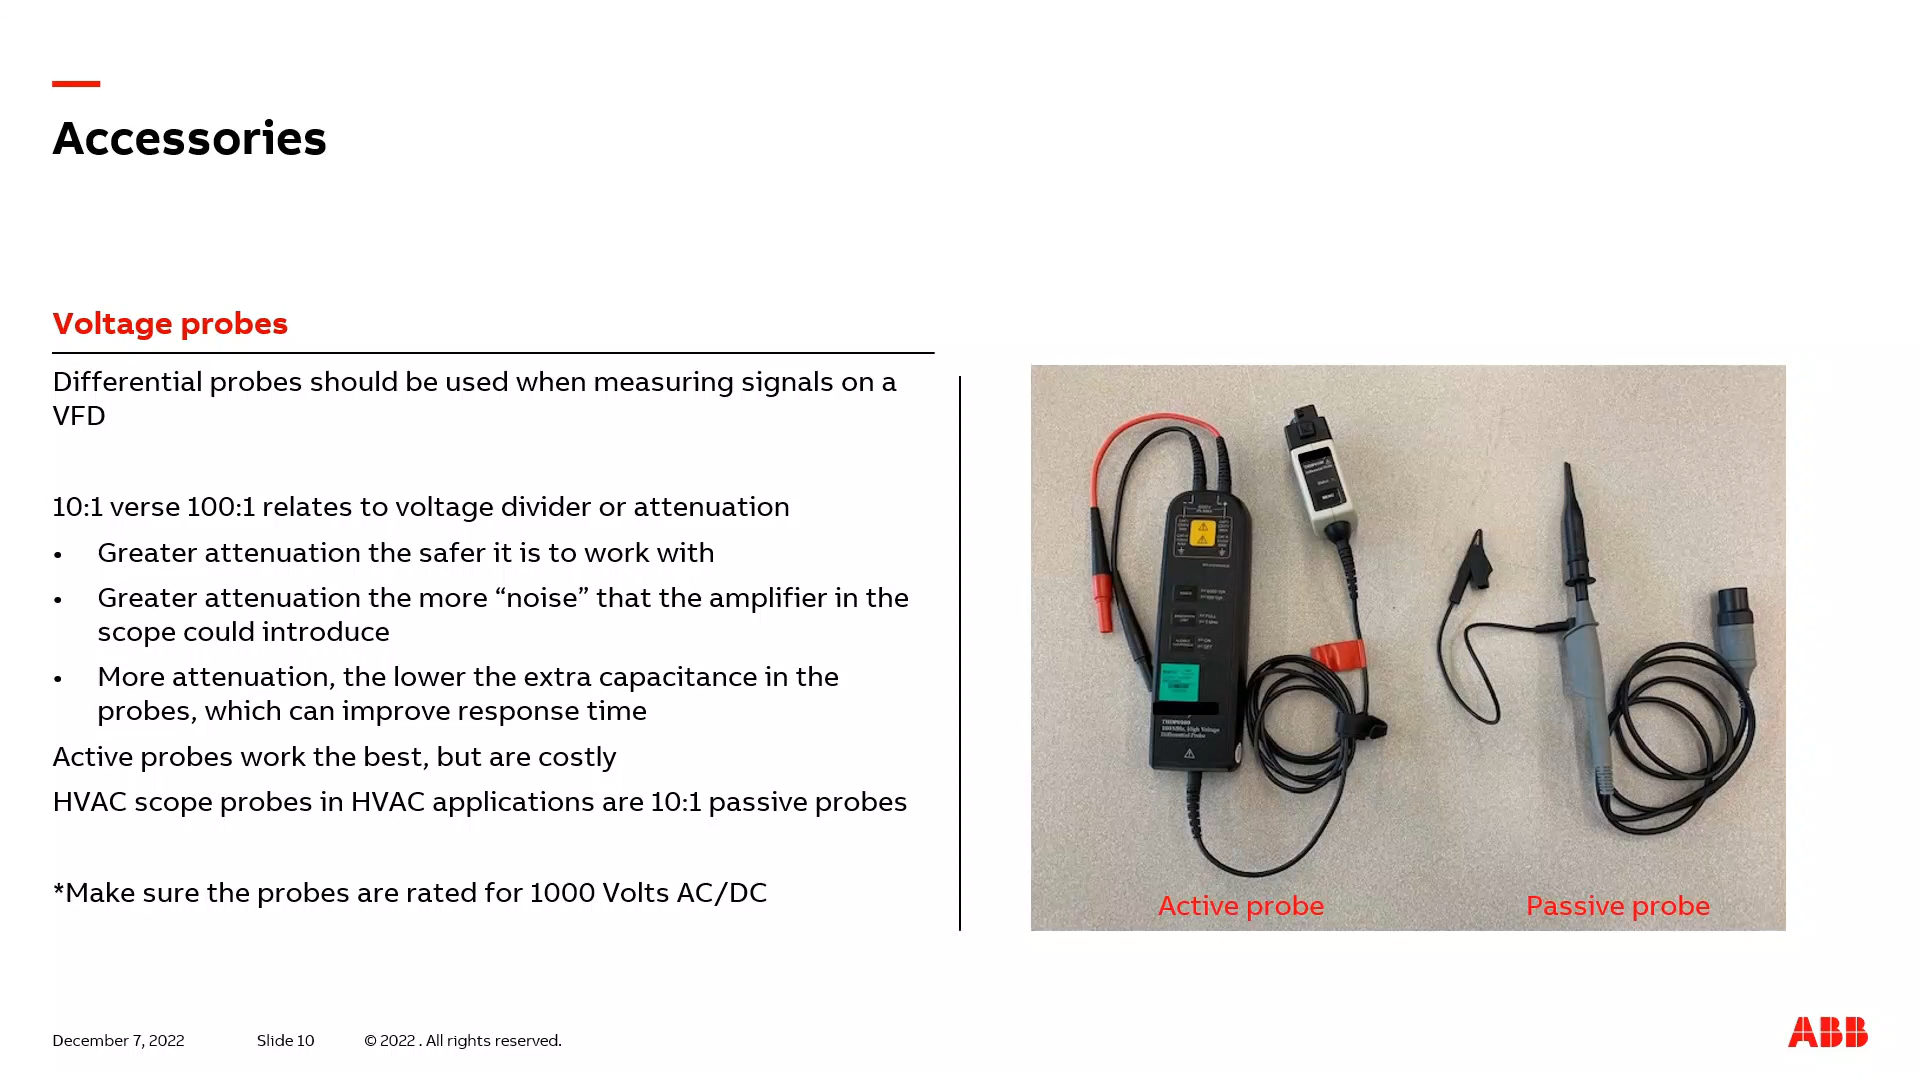 Accessories
Voltage probes
Differential probes should be used when measuring signals on a
VFD
10:1 verse 100:1 relates to voltage divider or attenuation
• Greater attenuation the safer it is to work with
• Greater attenuation the more “noise” that the amplifier in the
scope could introduce
• More attenuation, the lower the extra capacitance in the
probes, which can improve response time
Active probes work the best, but are costly
HVAC scope probes in HVAC applications are 10:1 passive probes
*Make sure the probes are rated for 1000 Volts AC/DC
MENU
High Voltage
Differential Probe
Active probe
Passive probe
December 7, 2022
Slide 10
© 2022 . All rights reserved.
ABB